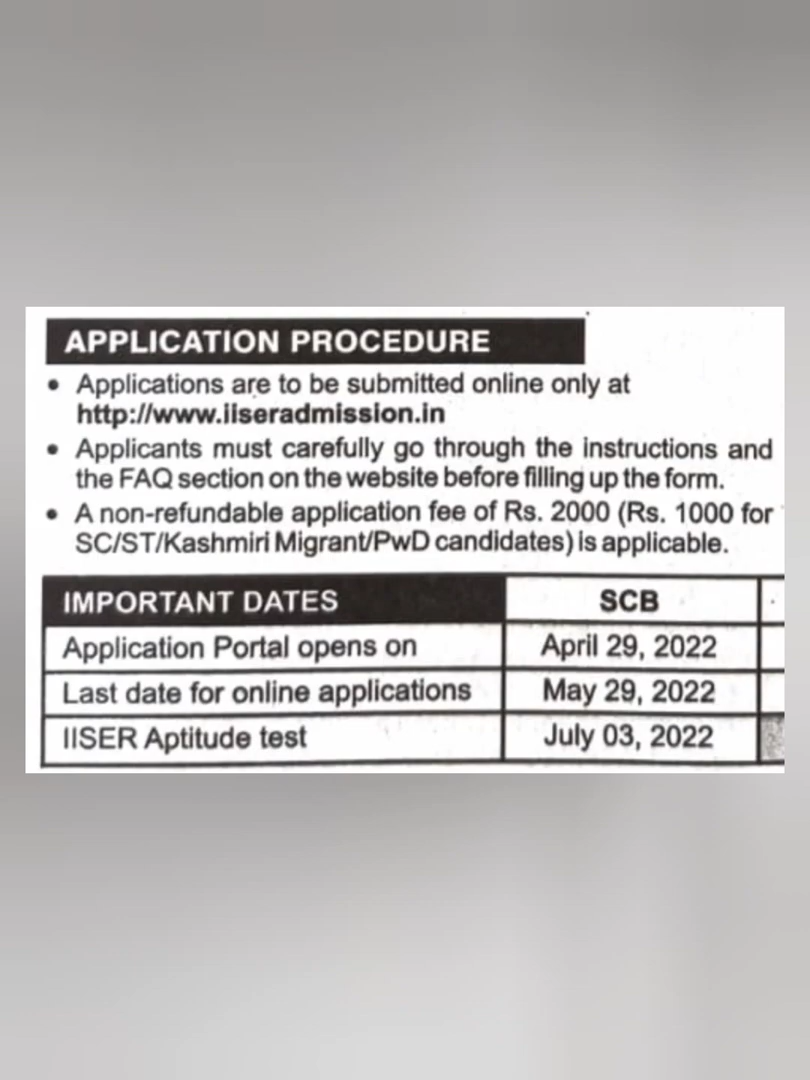 APPLICATION PROCEDURE
• Applications are to be submitted online only at
http://www.iiseradmission.in
• Applicants must carefully go through the instructions and
the FAQ section on the website before filling up the form.
• A non-refundable application fee of Rs. 2000 (Rs. 1000 for
SC/ST/Kashmiri Migrant/PwD candidates) is applicable.
IMPORTANT DATES SCB
Application Portal opens on April 29, 2022
Last date for online applications May 29, 2022
IISER Aptitude test July 03, 2022